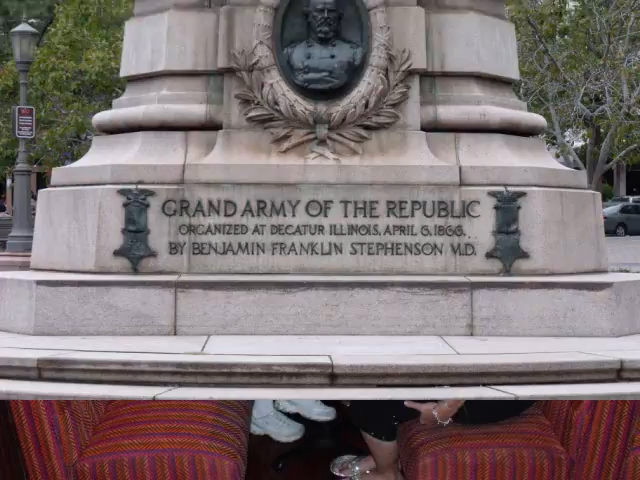 GRAND ARMY OF THE REPUBLIC
ORGANIZED AT DECATUR ILLINOIS, APRIL 6, 1866,
BY BENJAMIN FRANKLIN STEPHENSON M.D.